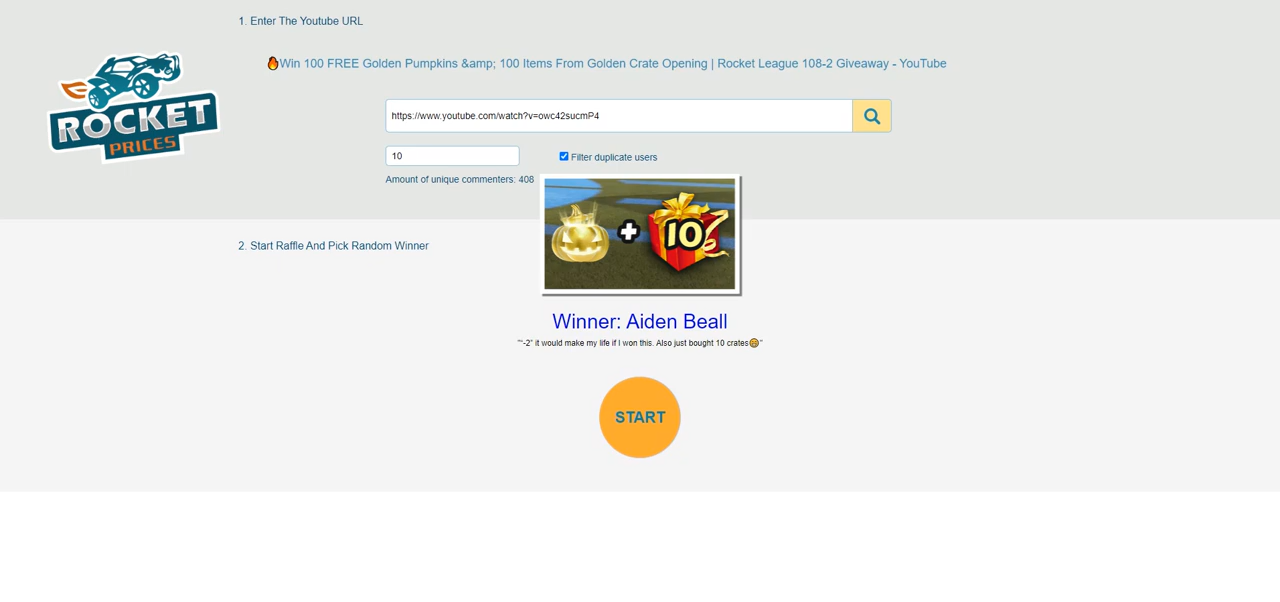 1. Enter The Youtube URL
🔥Win 100 FREE Golden Pumpkins &amp; 100 Items From Golden Crate Opening | Rocket League 108-2 Giveaway - YouTube
ROCKET
PRICES
https://www.youtube.com/watch?v=owc42sucmP4
10
Filter duplicate users
Amount of unique commenters: 408
+ 10
2. Start Raffle And Pick Random Winner
Winner: Aiden Beall
"“-2” it would make my life if I won this. Also just bought 10 crates"
START